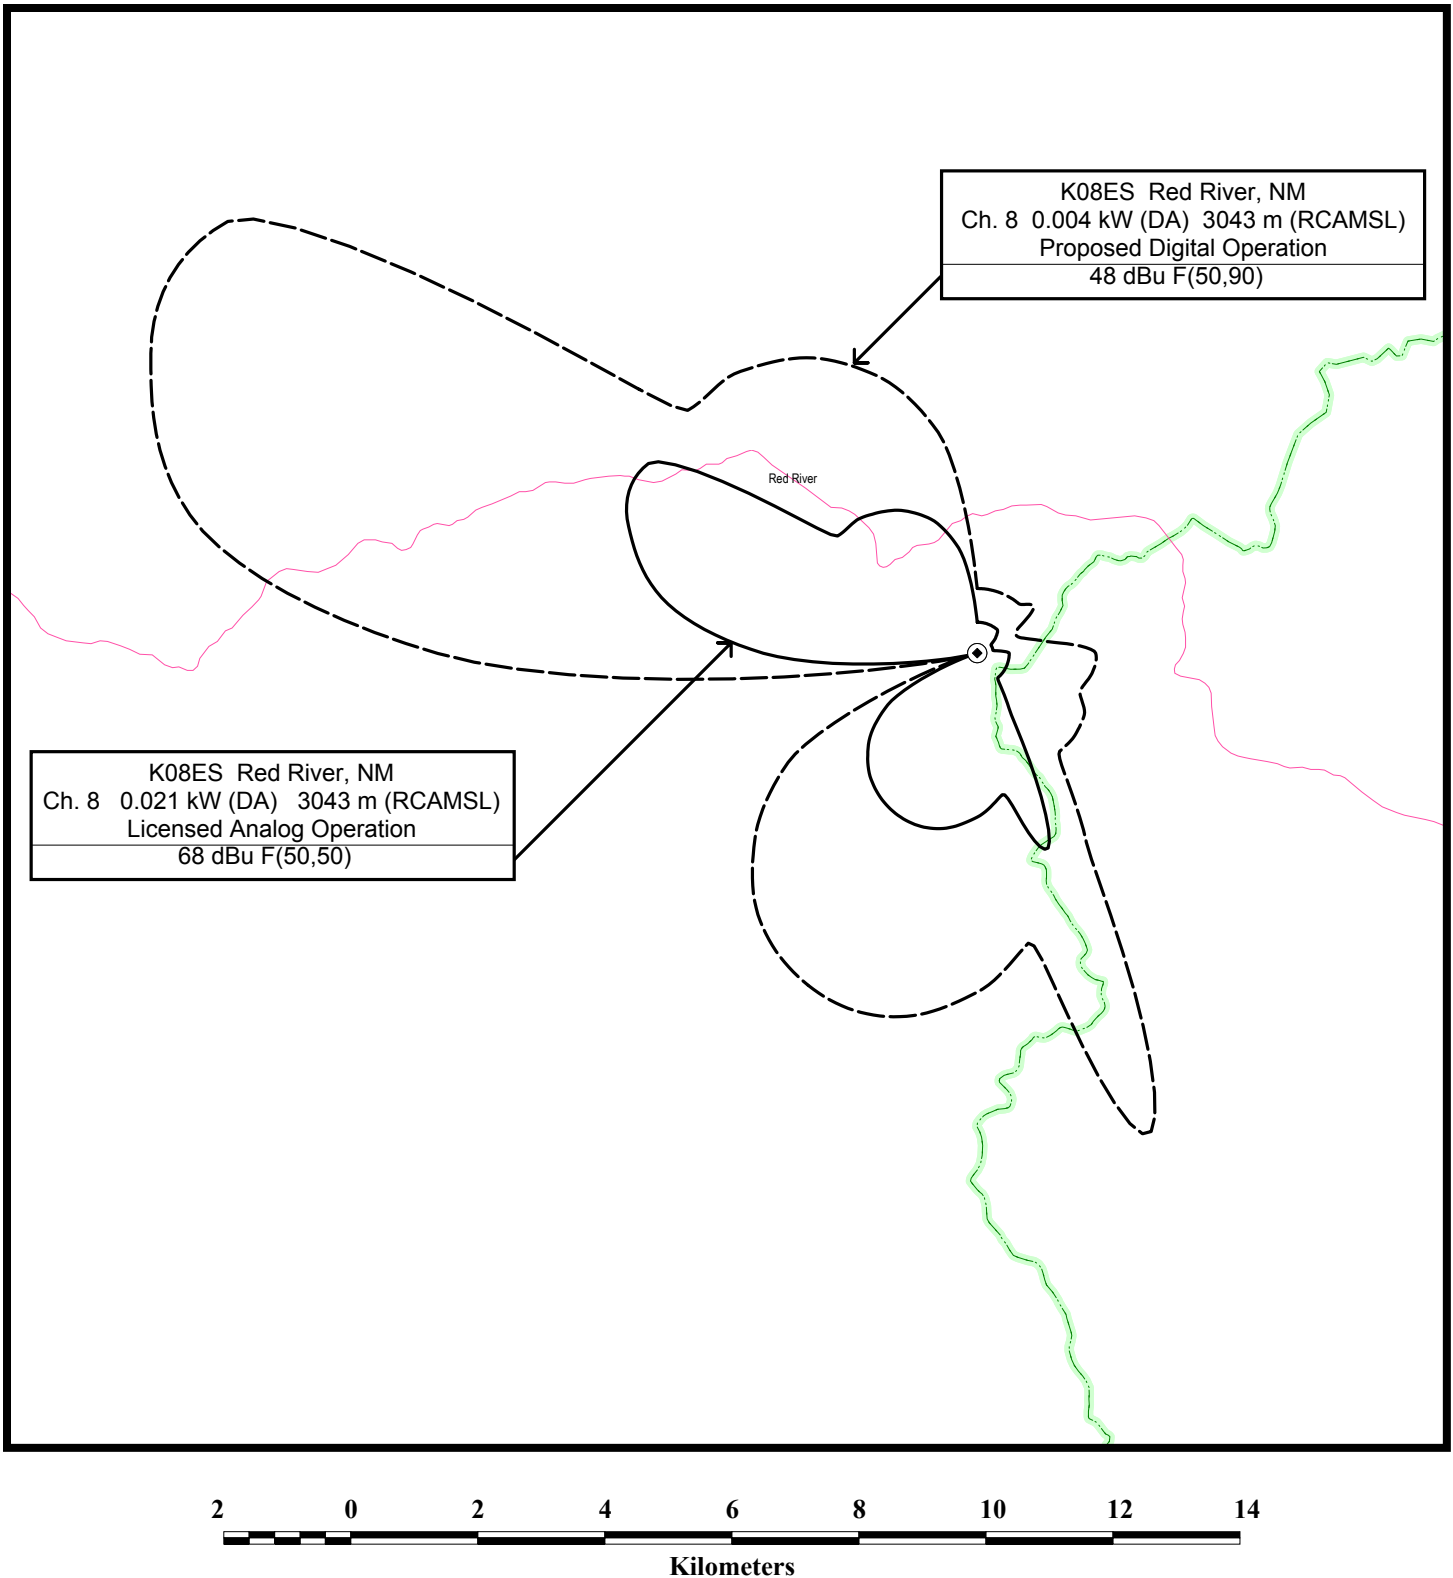 K08ES Red River, NM
Ch. 8 0.004 kW (DA) 3043 m (RCAMSL)
Proposed Digital Operation
48 dBu F(50,90)
Red River
K08ES Red River, NM
Ch. 8 0.021 kW (DA) 3043 m (RCAMSL)
Licensed Analog Operation
68 dBu F(50,50)
2 0 2 4 6 8 10 12 14
Kilometers